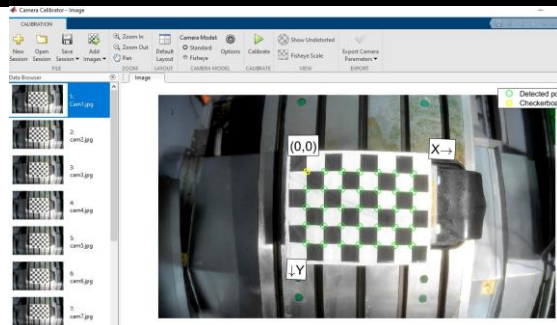 Camera Calibrator - Image
CALIBRATION
New Session
Open Session
Save Session
Add Images
FILE
Zoom In
Zoom Out
Pan
ZOOM
Default Layout
LAYOUT
Camera Model
Standard
Fisheye
Options
CAMERA MODEL
Calibrate
CALIBRATE
Show Undistorted
Fisheye Scale
VIEW
Export Camera Parameters
EXPORT
Data Browser
Image
1:
Cam1.jpg
2:
cam2.jpg
3:
cam3.jpg
4:
cam4.jpg
5:
cam5.jpg
6:
cam6.jpg
7:
cam7.jpg
Detected po
Checkerboa
(0,0)
X→
↓Y